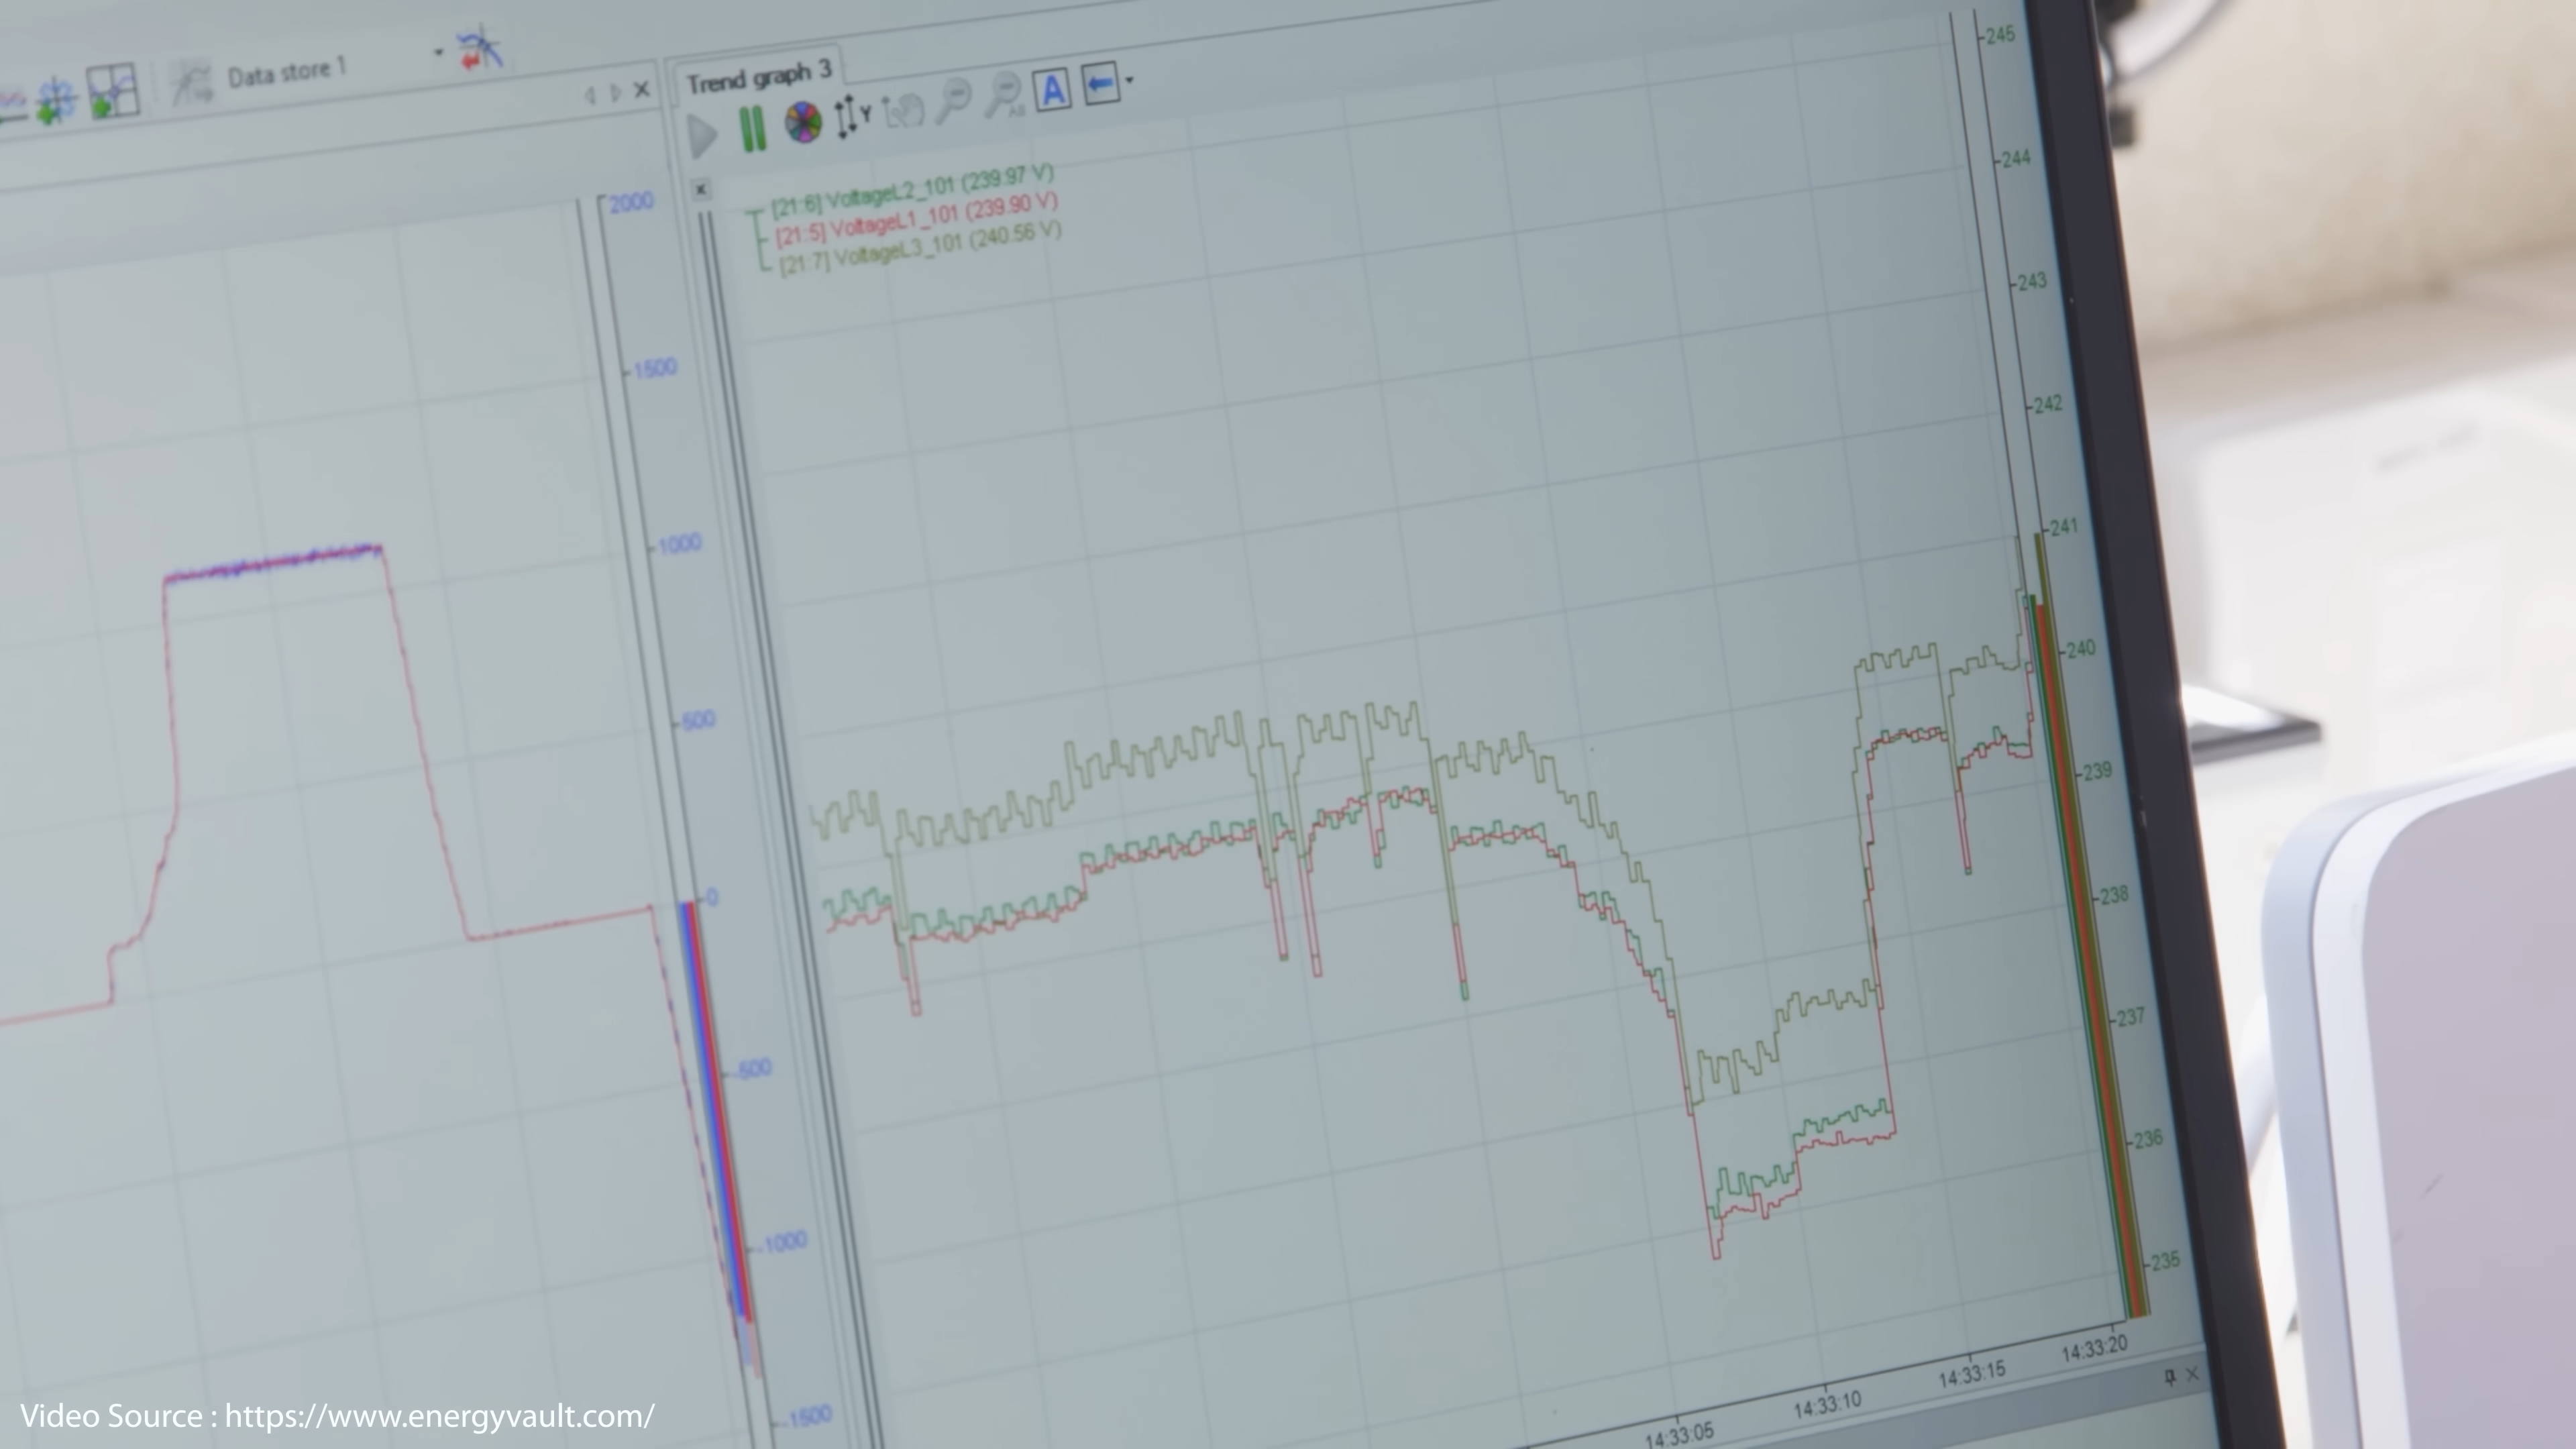 Data store 1
Trend graph 3
Y
All
A
[21:6] VoltageL2_101 (239.97 V)
[21:5] VoltageL1_101 (239.90 V)
[21:7] VoltageL3_101 (240.56 V)
2000
1500
1000
500
0
-500
-1000
-1500
245
244
243
242
241
240
239
238
237
236
235
14:33:05
14:33:10
14:33:15
14:33:20
Video Source : https://www.energyvault.com/